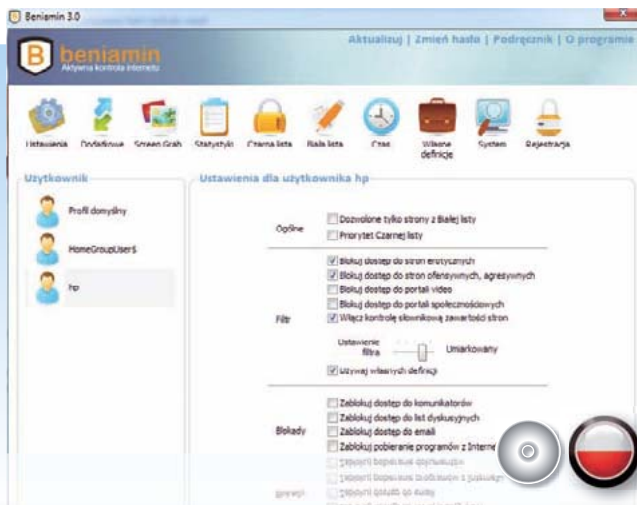 Beniamin 3.0
Aktualizuj | Zmień hasło | Podręcznik | O programie
B beniamin
Aktywna kontrola internetu
Ustawienia Dodatkowe Screen Grab Statystyki Czarna lista Biała lista Czas Własne definicje System Rejestracja
Użytkownik
Profil domyślny
HomeGroupUser$
hp
Ustawienia dla użytkownika hp
Ogólne
Dozwolone tylko strony z Białej listy
Priorytet Czarnej listy
Filtr
Blokuj dostęp do stron erotycznych
Blokuj dostęp do stron ofensywnych, agresywnych
Blokuj dostęp do portali video
Blokuj dostęp do portali społecznościowych
Włącz kontrolę słownikową zawartości stron
Ustawienie filtra Umiarkowany
Używaj własnych definicji
Blokady
Zablokuj dostęp do komunikatorów
Zablokuj dostęp do list dyskusyjnych
Zablokuj dostęp do email
Zablokuj pobieranie programów z Interne